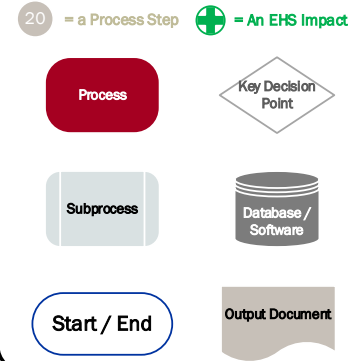 20 = a Process Step = An EHS Impact
Process
Key Decision
Point
Subprocess
Database /
Software
Start / End
Output Document